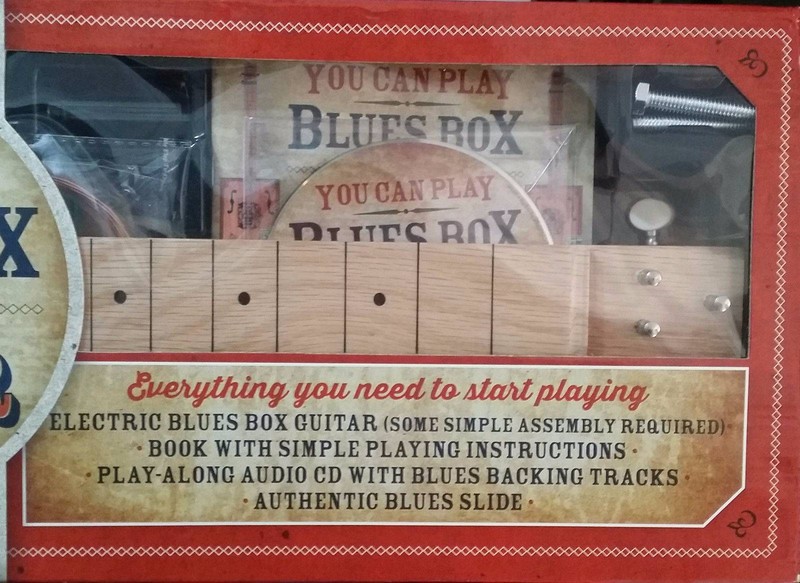 YOU CAN PLAY
BLUES BOX
YOU CAN PLAY
BLUES BOX
X
Everything you need to start playing
ELECTRIC BLUES BOX GUITAR (SOME SIMPLE ASSEMBLY REQUIRED)·
· BOOK WITH SIMPLE PLAYING INSTRUCTIONS ·
· PLAY-ALONG AUDIO CD WITH BLUES BACKING TRACKS ·
· AUTHENTIC BLUES SLIDE ·